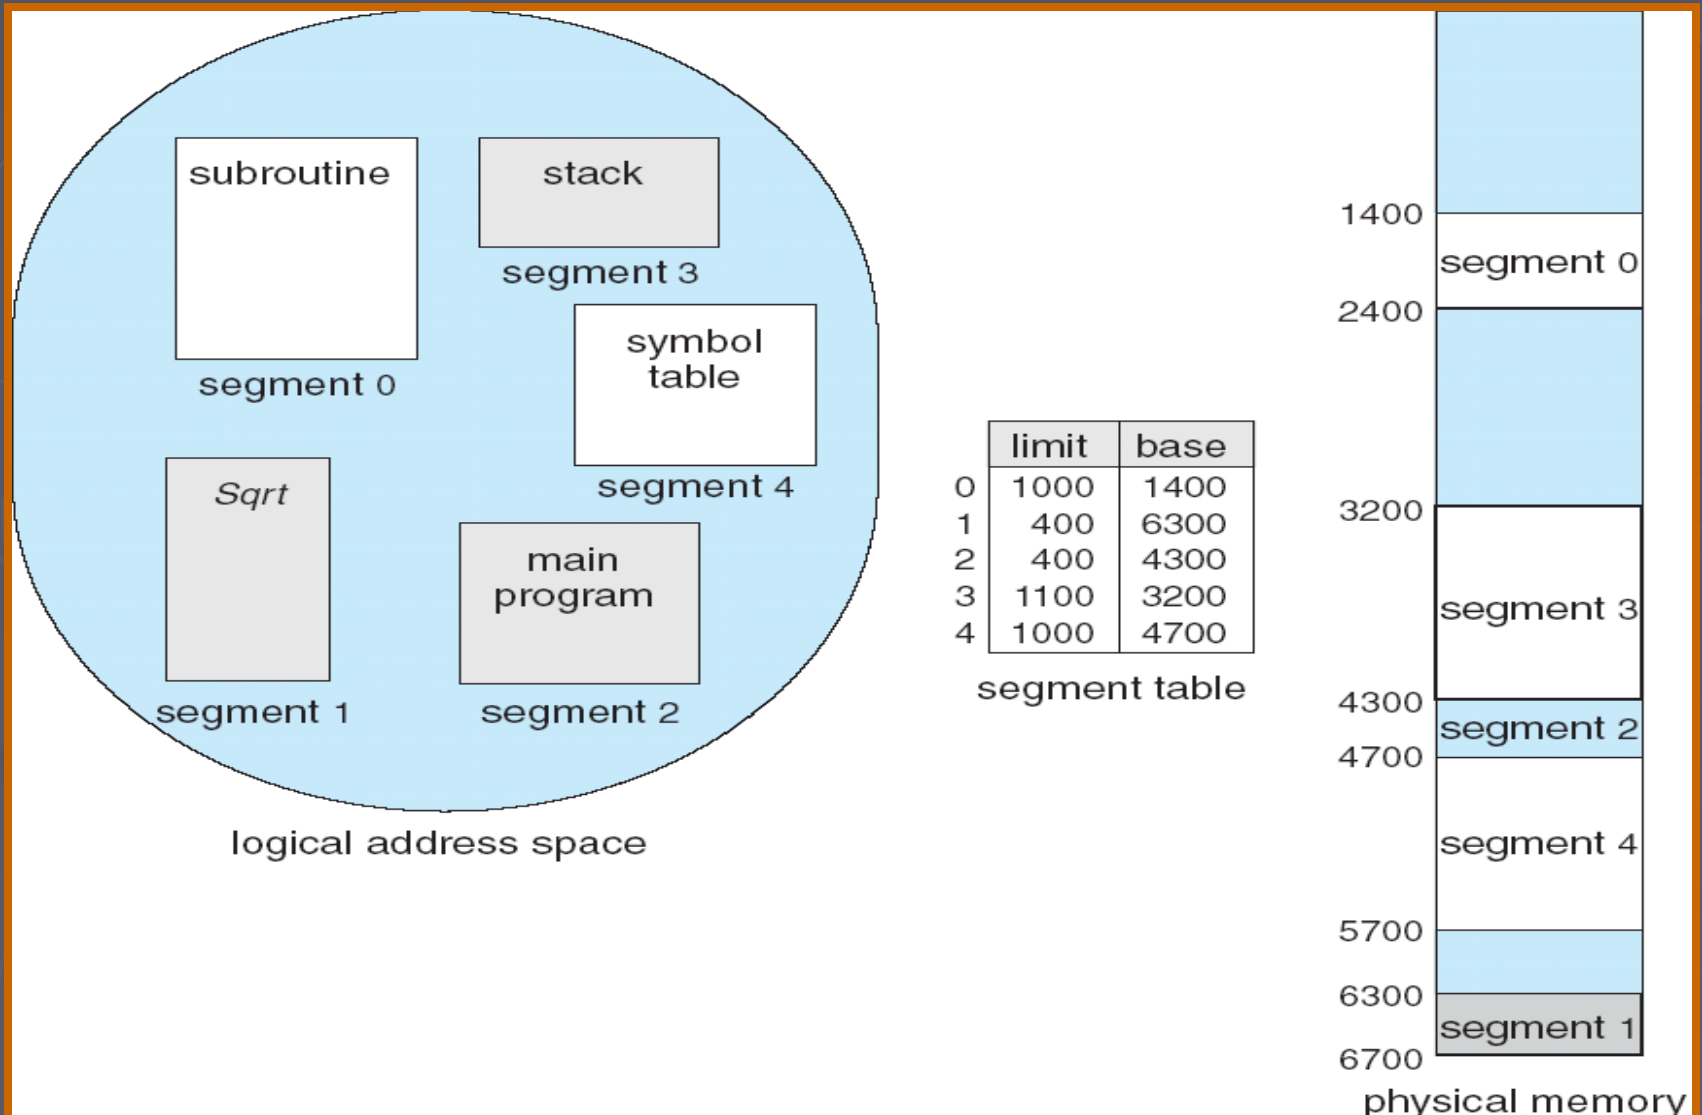 subroutine
segment 0
stack
segment 3
symbol
table
segment 4
Sqrt
segment 1
main
program
segment 2
logical address space
limit base
0 1000 1400
1 400 6300
2 400 4300
3 1100 3200
4 1000 4700
segment table
1400
segment 0
2400
3200
segment 3
4300
segment 2
4700
segment 4
5700
6300
segment 1
6700
physical memory